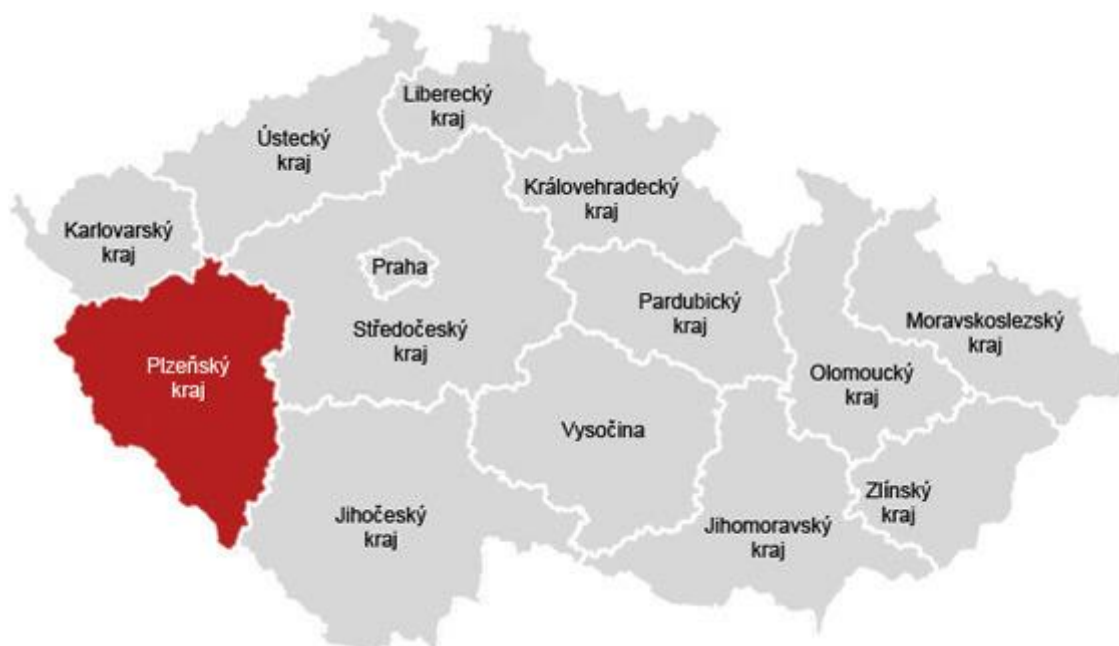 Liberecký
kraj
Ústecký
kraj
Královehradecký
kraj
Karlovarský
kraj
Praha
Pardubický
kraj
Středočeský
kraj
Moravskoslezský
kraj
Plzeňský
kraj
Olomoucký
kraj
Vysočina
Zlínský
kraj
Jihočeský
kraj
Jihomoravský
kraj